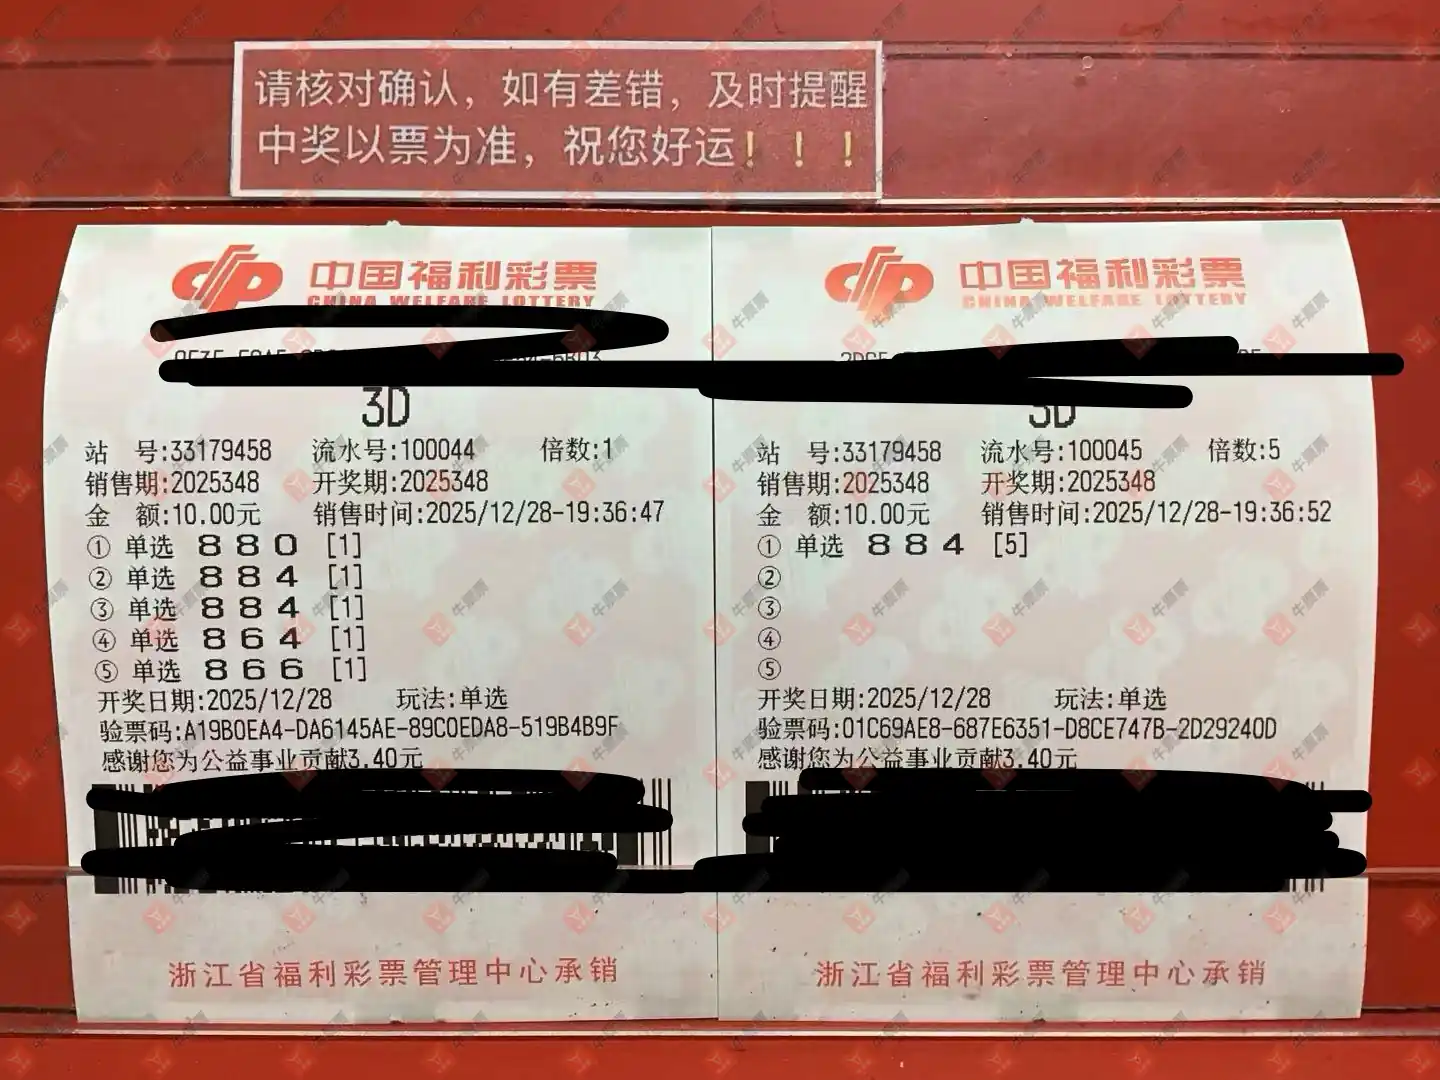 请核对确认，如有差错，及时提醒
中奖以票为准，祝您好运！！！
中国福利彩票
CHINA WELFARE LOTTERY
3D
站 号:33179458 流水号:100044 倍数:1
销售期:2025348 开奖期:2025348
金 额:10.00元 销售时间:2025/12/28-19:36:47
① 单选 8 8 0 [1]
② 单选 8 8 4 [1]
③ 单选 8 8 4 [1]
④ 单选 8 6 4 [1]
⑤ 单选 8 6 6 [1]
开奖日期:2025/12/28 玩法:单选
验票码:A19B0EA4-DA6145AE-89C0EDA8-519B4B9F
感谢您为公益事业贡献3.40元
浙江省福利彩票管理中心承销
中国福利彩票
CHINA WELFARE LOTTERY
3D
站 号:33179458 流水号:100045 倍数:5
销售期:2025348 开奖期:2025348
金 额:10.00元 销售时间:2025/12/28-19:36:52
① 单选 8 8 4 [5]
②
③
④
⑤
开奖日期:2025/12/28 玩法:单选
验票码:01C69AE8-687E6351-D8CE747B-2D29240D
感谢您为公益事业贡献3.40元
浙江省福利彩票管理中心承销